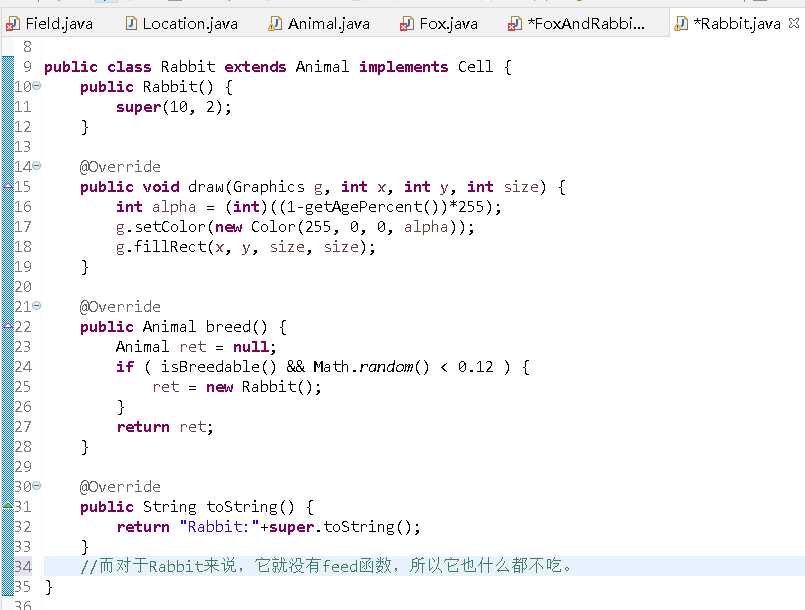 Field.java Location.java Animal.java Fox.java *FoxAndRabbi... *Rabbit.java
8
9 public class Rabbit extends Animal implements Cell {
10 public Rabbit() {
11 super(10, 2);
12 }
13
14 @Override
15 public void draw(Graphics g, int x, int y, int size) {
16 int alpha = (int)((1-getAgePercent())*255);
17 g.setColor(new Color(255, 0, 0, alpha));
18 g.fillRect(x, y, size, size);
19 }
20
21 @Override
22 public Animal breed() {
23 Animal ret = null;
24 if ( isBreedable() && Math.random() < 0.12 ) {
25 ret = new Rabbit();
26 }
27 return ret;
28 }
29
30 @Override
31 public String toString() {
32 return "Rabbit:"+super.toString();
33 }
34 //而对于Rabbit来说，它就没有feed函数，所以它也什么都不吃。
35 }
36